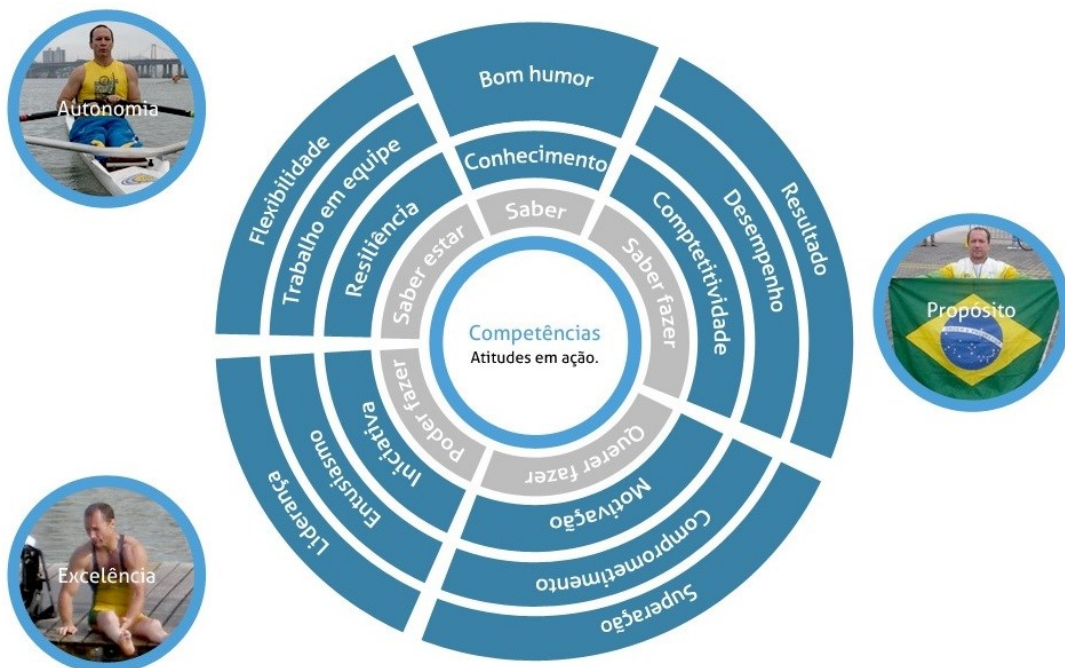 Autonomia
Flexibilidade
Trabalho em equipe
Resiliência
Saber estar
Bom humor
Conhecimento
Saber
Resultado
Desempenho
Comptetitividade
Saber fazer
Propósito
Competências
Atitudes em ação.
Poder fazer
Iniciativa
Entusiasmo
Liderança
Querer fazer
Motivação
Comprometimento
Superação
Excelência